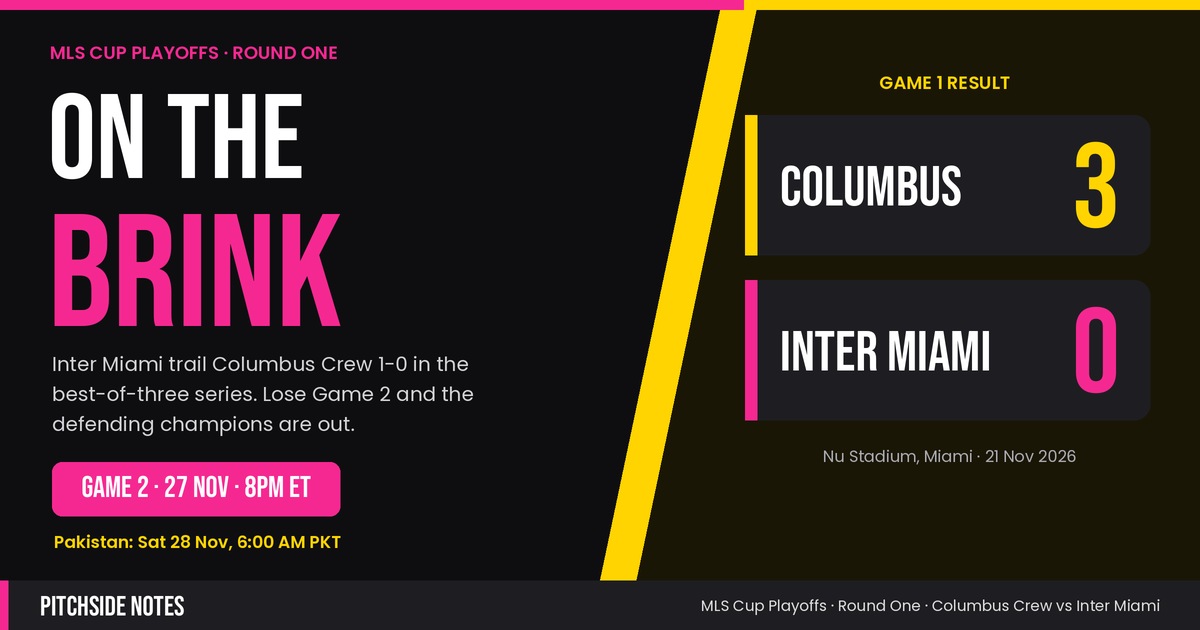 MLS CUP PLAYOFFS · ROUND ONE
ON THE
BRINK
Inter Miami trail Columbus Crew 1-0 in the
best-of-three series. Lose Game 2 and the
defending champions are out.
GAME 2 · 27 NOV · 8PM ET
Pakistan: Sat 28 Nov, 6:00 AM PKT
GAME 1 RESULT
COLUMBUS 3
INTER MIAMI 0
Nu Stadium, Miami · 21 Nov 2026
PITCHSIDE NOTES
MLS Cup Playoffs · Round One · Columbus Crew vs Inter Miami